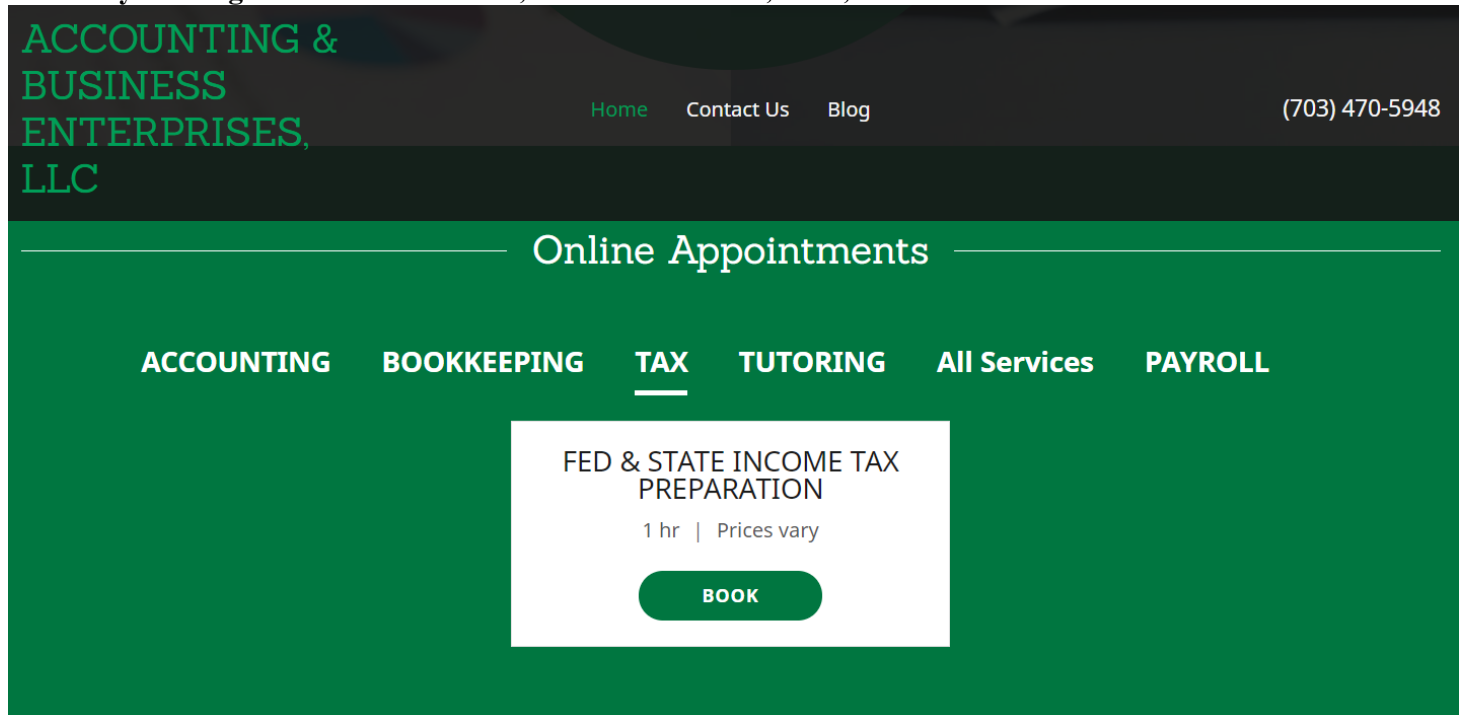 ACCOUNTING &
BUSINESS
ENTERPRISES,
LLC
Home Contact Us Blog
(703) 470-5948
Online Appointments
ACCOUNTING BOOKKEEPING TAX TUTORING All Services PAYROLL
FED & STATE INCOME TAX
PREPARATION
1 hr | Prices vary
BOOK